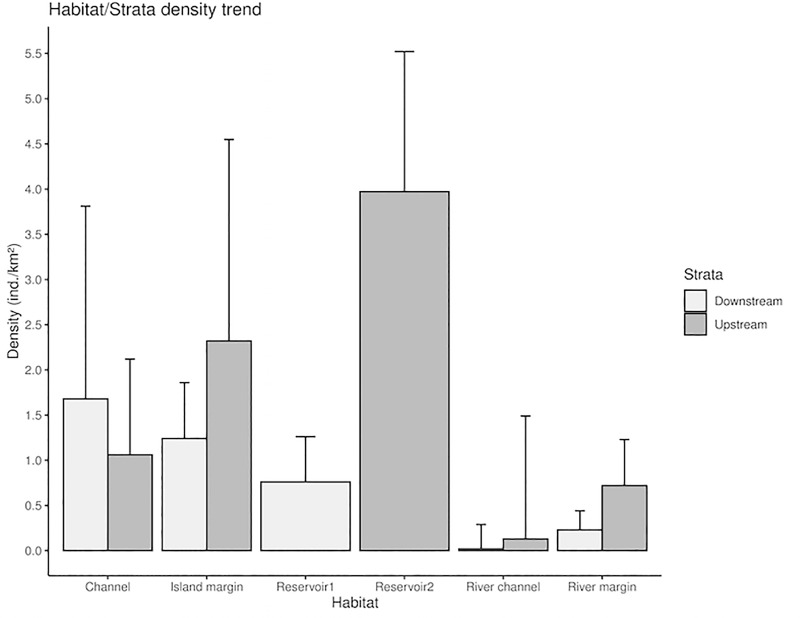 Habitat/Strata density trend
5.5
5.0
4.5
4.0
3.5
3.0
2.5
2.0
1.5
1.0
0.5
0.0
Density (ind./km²)
Channel
Island margin
Reservoir1
Reservoir2
River channel
River margin
Habitat
Strata
Downstream
Upstream